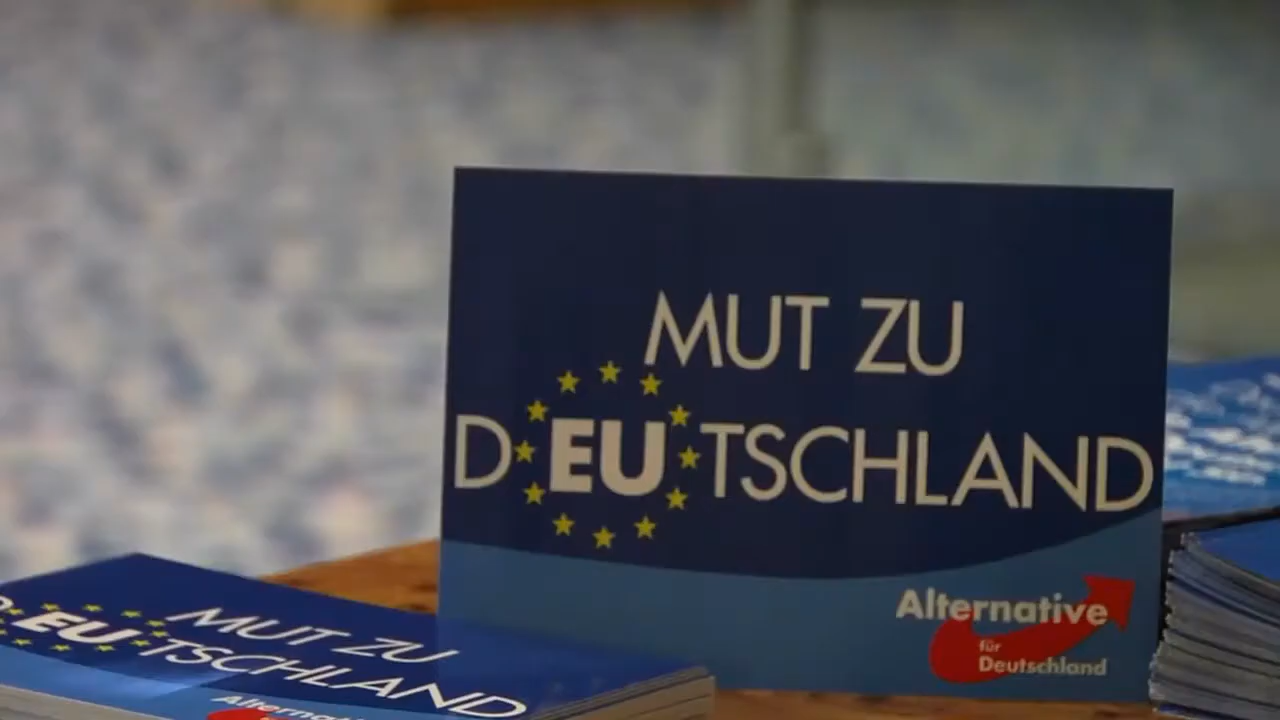 MUT ZU
DEUTSCHLAND
Alternative
für
Deutschland
MUT ZU
DEUTSCHLAND